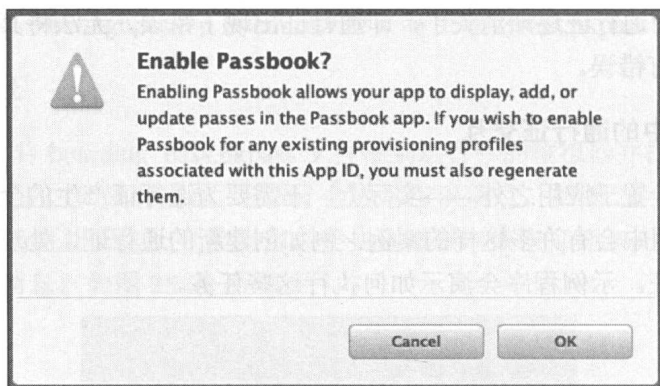 Enable Passbook?
Enabling Passbook allows your app to display, add, or
update passes in the Passbook app. If you wish to enable
Passbook for any existing provisioning profiles
associated with this App ID, you must also regenerate
them.
Cancel
OK